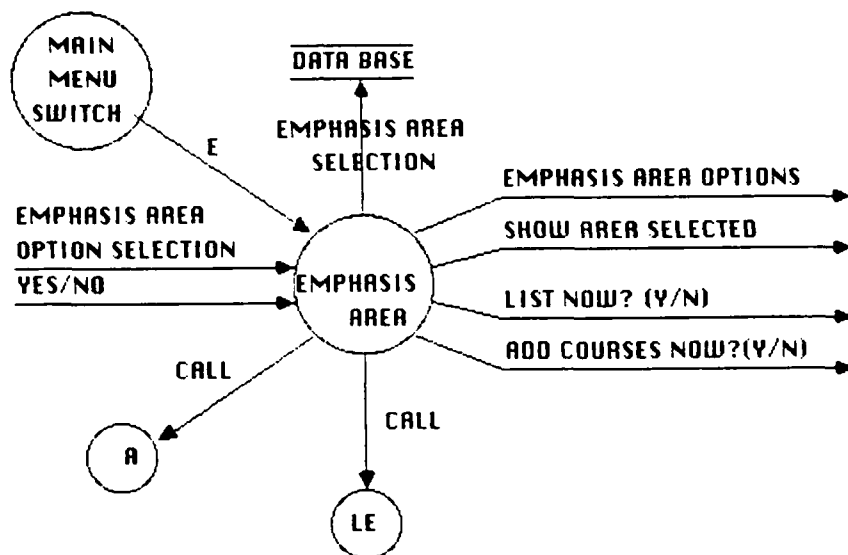 MAIN
MENU
SWITCH
DATA BASE
E
EMPHASIS AREA
SELECTION
EMPHASIS AREA OPTIONS
EMPHASIS AREA
OPTION SELECTION
SHOW AREA SELECTED
YES/NO
EMPHASIS
AREA
LIST NOW? (Y/N)
ADD COURSES NOW?(Y/N)
CALL
CALL
A
LE